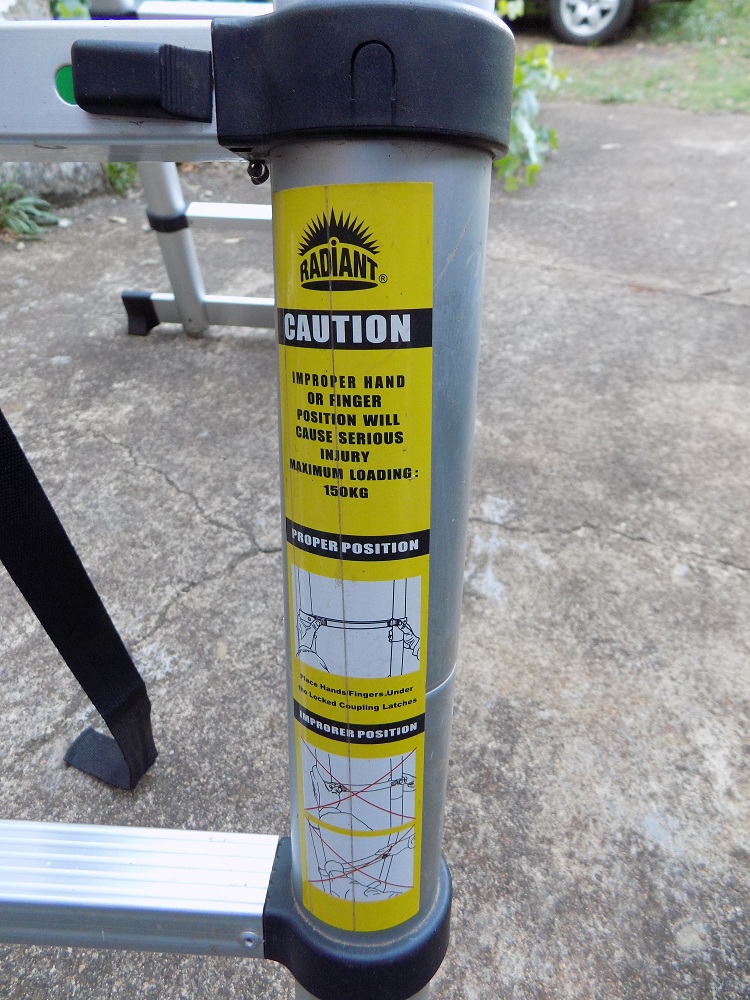 RADiANT®
CAUTION
IMPROPER HAND
OR FINGER
POSITION WILL
CAUSE SERIOUS
INJURY
MAXIMUM LOADING:
150KG
PROPER POSITION
Place Hands/Fingers.Under
the Locked Coupling Latches
IMPRORER POSITION